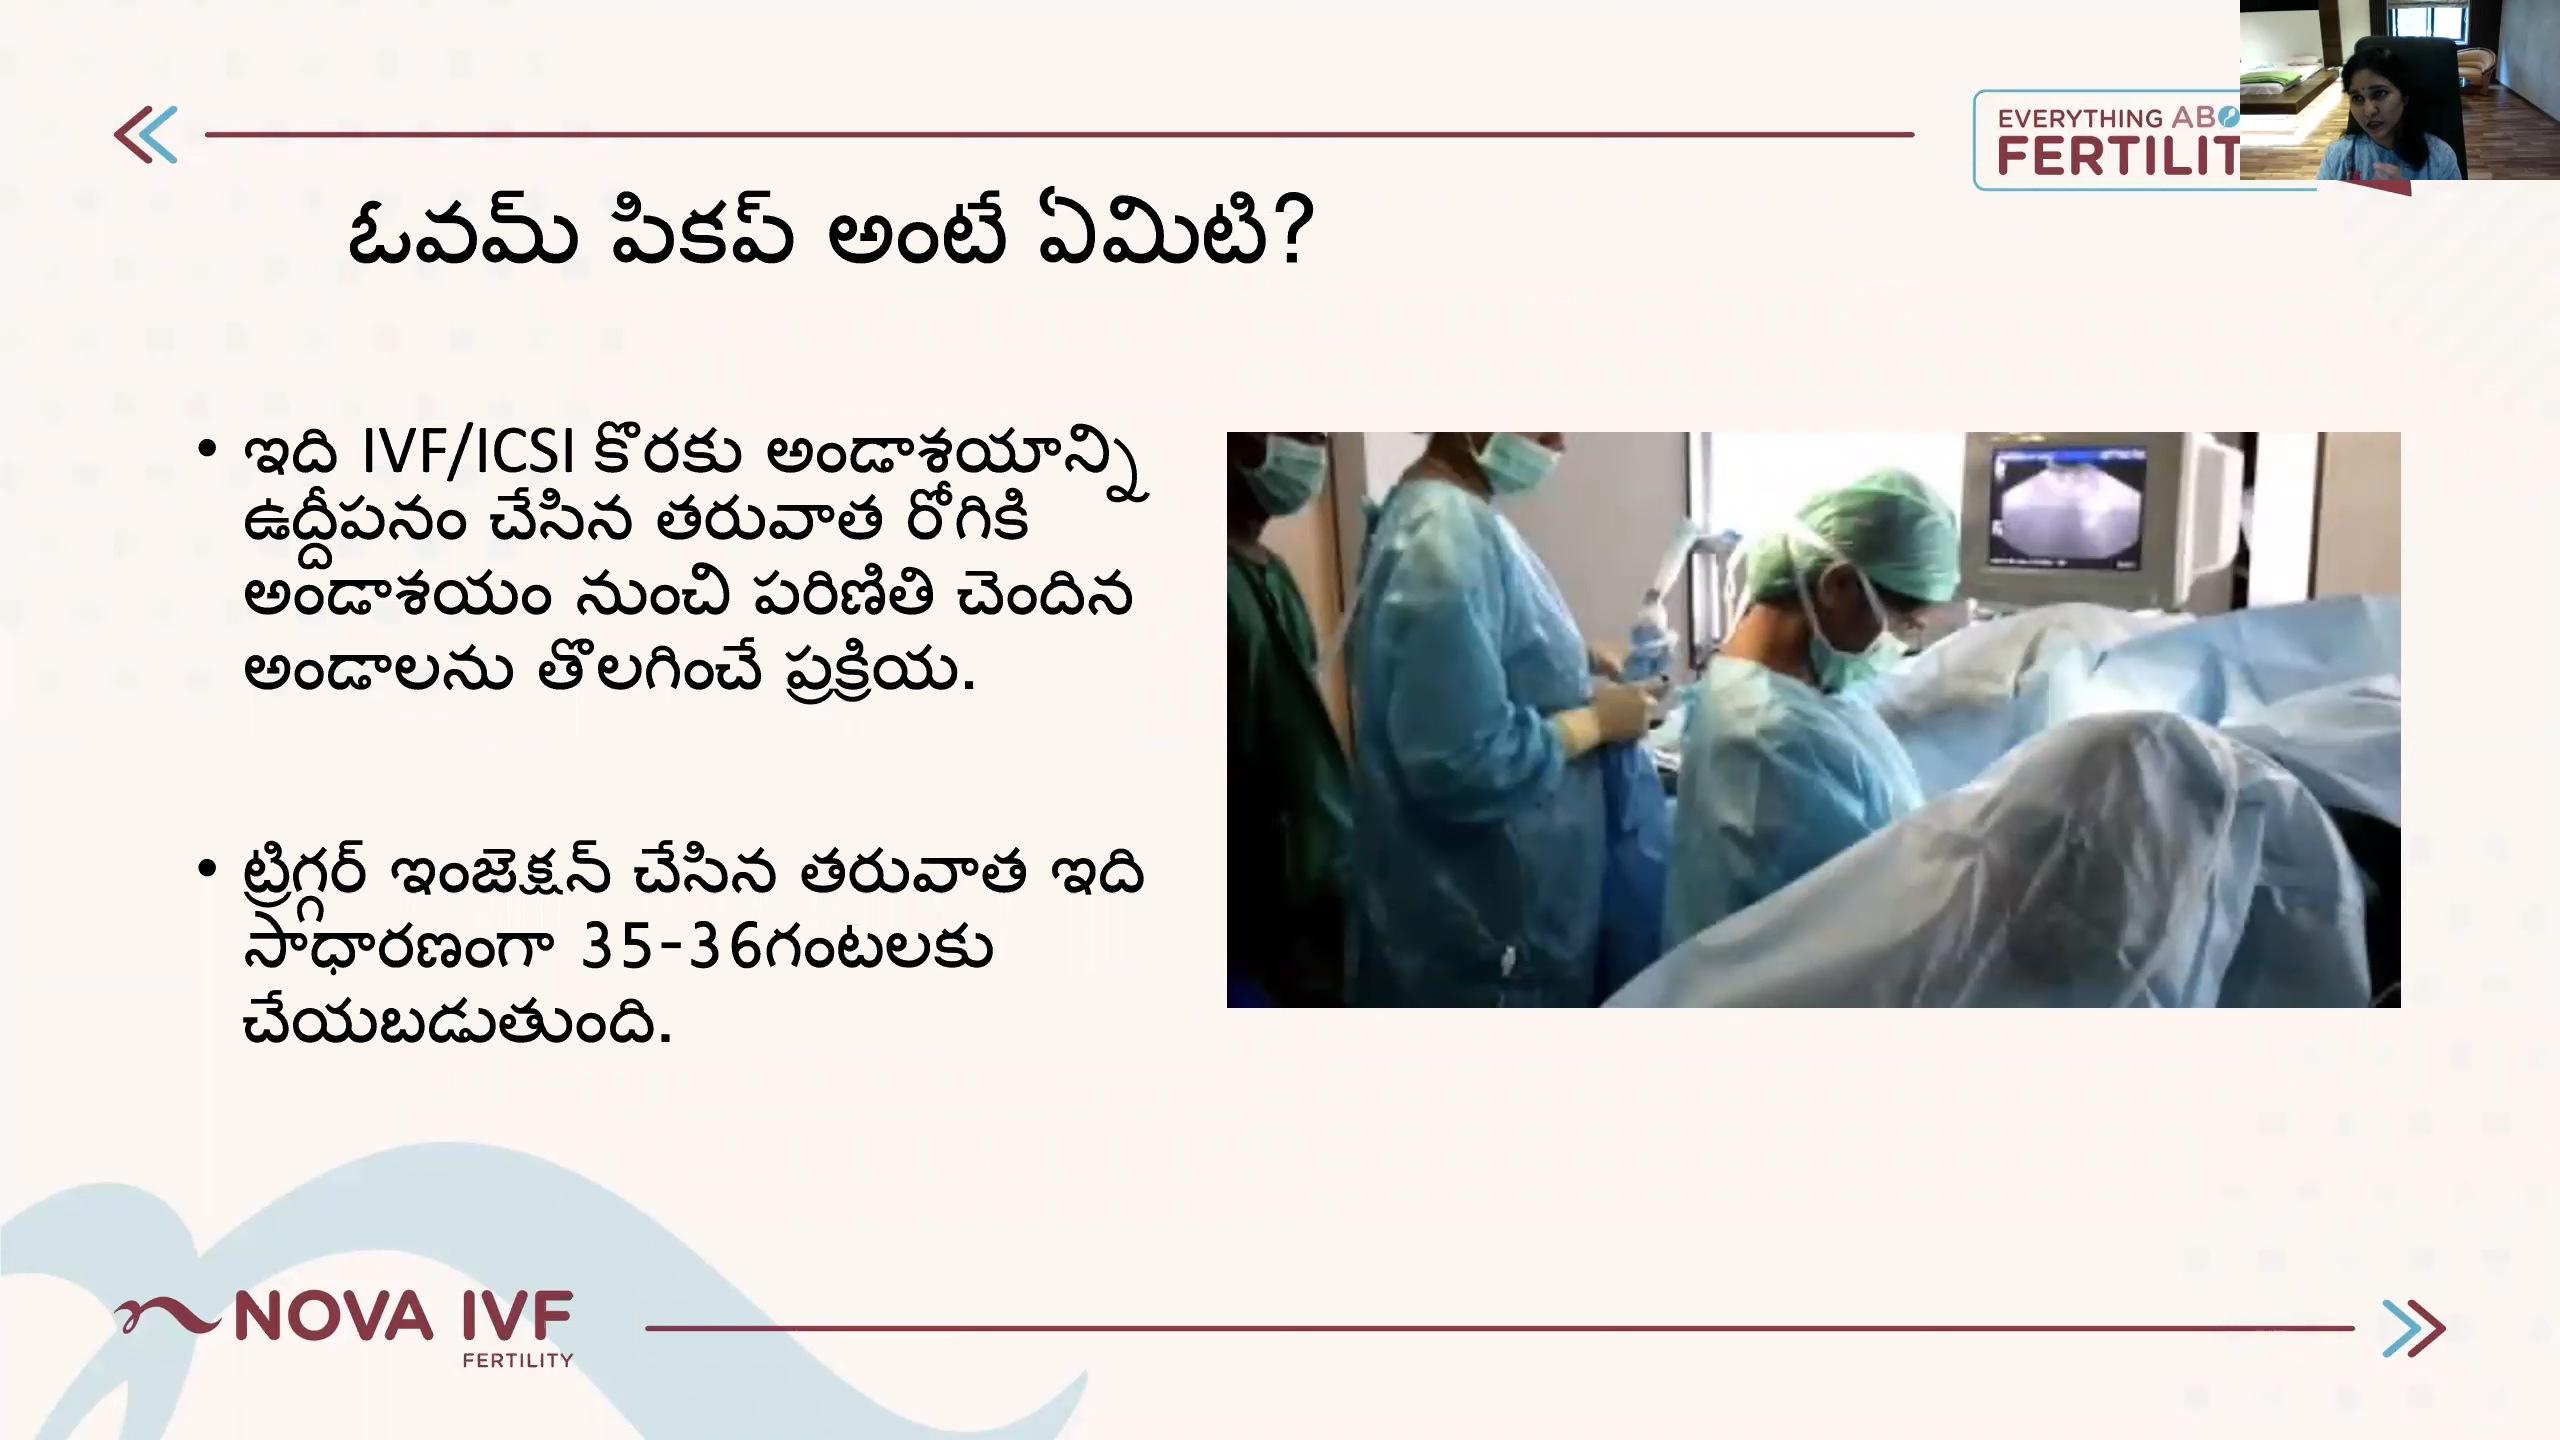 EVERYTHING
FERTILIT
ఓవమ్ పికప్ అంటే ఏమిటి?
• ఇది IVF/ICSI కొరకు అండాశయాన్ని
ఉద్దీపనం చేసిన తరువాత రోగికి
అండాశయం నుంచి పరిణితి చెందిన
అండాలను తొలగించే ప్రక్రియ.
• ట్రిగ్గర్ ఇంజెక్షన్ చేసిన తరువాత ఇది
సాధారణంగా 35-36గంటలకు
చేయబడుతుంది.
NOVA IVF
FERTILITY